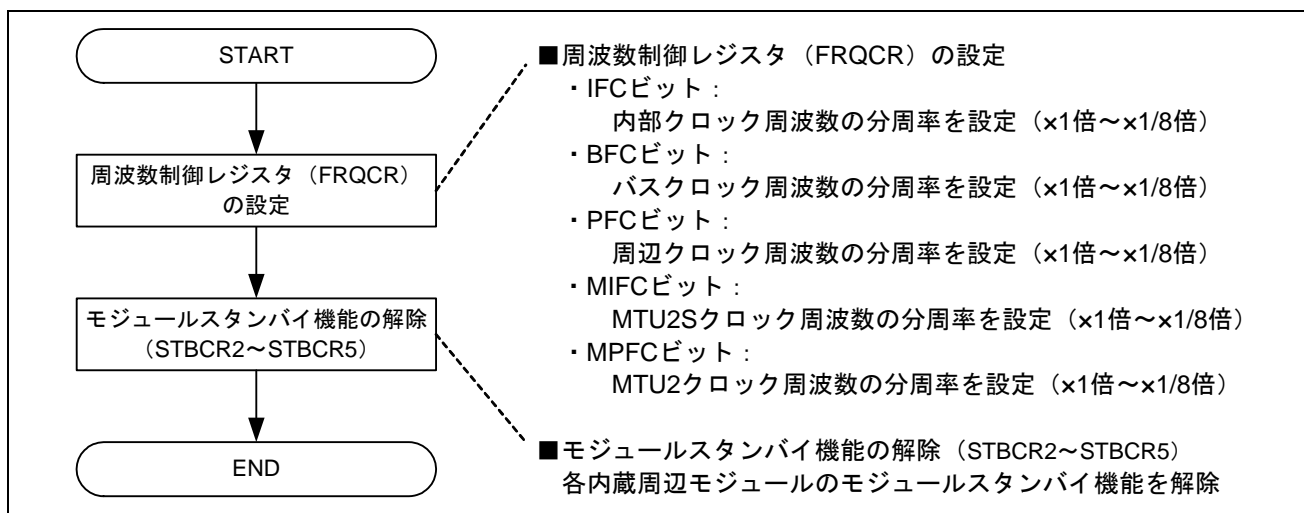 START
周波数制御レジスタ（FRQCR）
の設定
モジュールスタンバイ機能の解除
（STBCR2～STBCR5）
END
■周波数制御レジスタ（FRQCR）の設定
・IFCビット：
内部クロック周波数の分周率を設定（×1倍～×1/8倍）
・BFCビット：
バスクロック周波数の分周率を設定（×1倍～×1/8倍）
・PFCビット：
周辺クロック周波数の分周率を設定（×1倍～×1/8倍）
・MIFCビット：
MTU2Sクロック周波数の分周率を設定（×1倍～×1/8倍）
・MPFCビット：
MTU2クロック周波数の分周率を設定（×1倍～×1/8倍）
■モジュールスタンバイ機能の解除（STBCR2～STBCR5）
各内蔵周辺モジュールのモジュールスタンバイ機能を解除